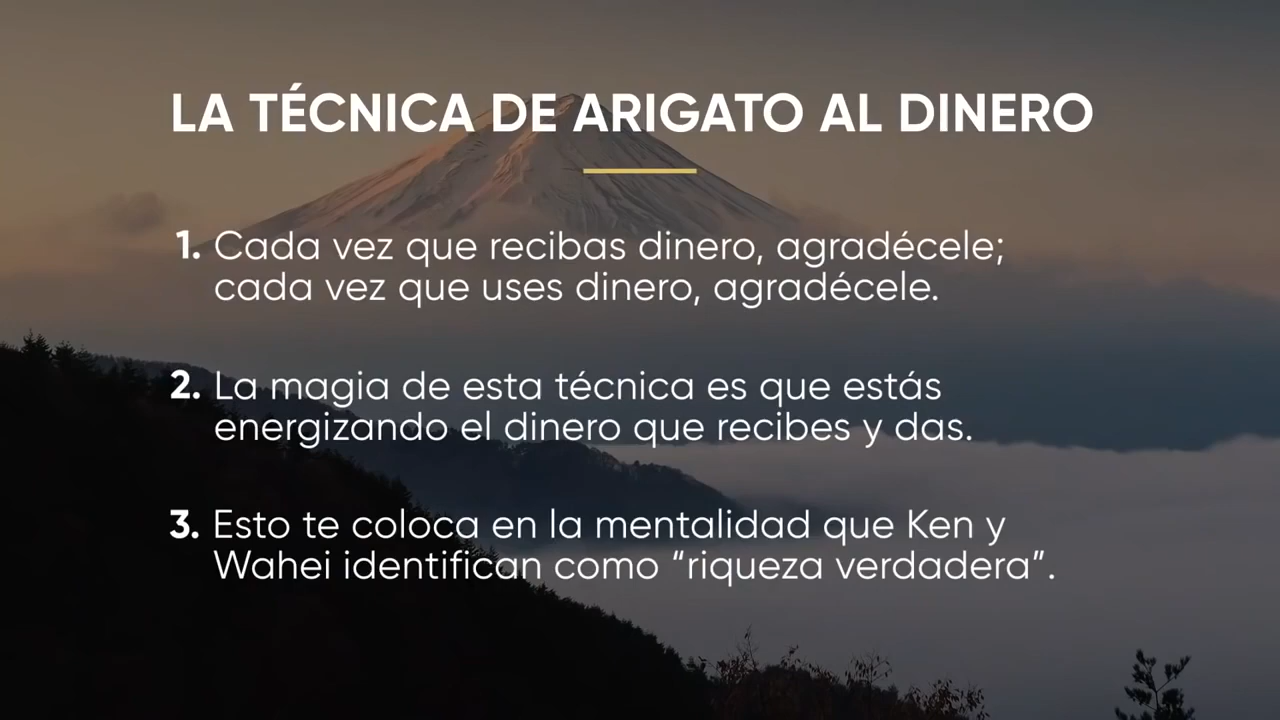 LA TÉCNICA DE ARIGATO AL DINERO
1. Cada vez que recibas dinero, agradécele;
cada vez que uses dinero, agradécele.
2. La magia de esta técnica es que estás
energizando el dinero que recibes y das.
3. Esto te coloca en la mentalidad que Ken y
Wahei identifican como “riqueza verdadera”.